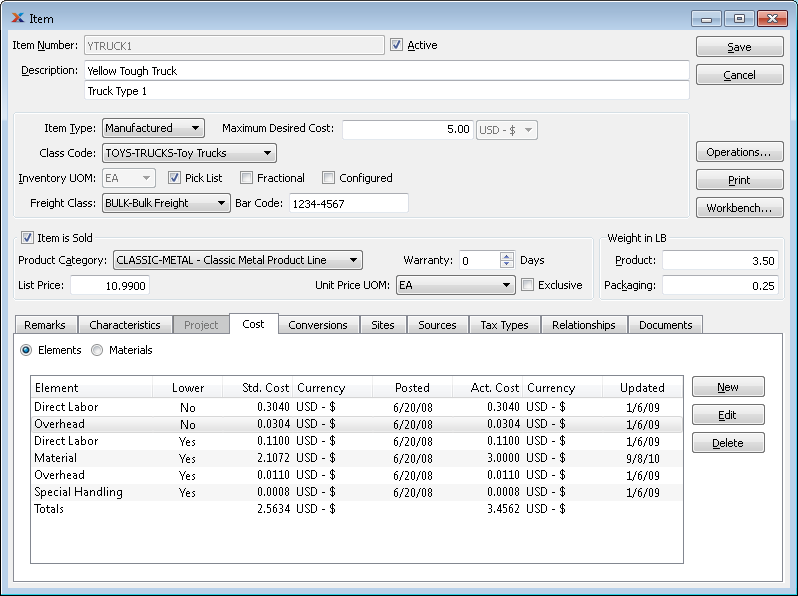 Item
Item Number: YTRUCK1 Active Save
Description: Yellow Tough Truck Cancel
Truck Type 1
Item Type: Manufactured Maximum Desired Cost: 5.00 USD - $
Class Code: TOYS-TRUCKS-Toy Trucks Operations...
Inventory UOM: EA Pick List Fractional Configured Print
Freight Class: BULK-Bulk Freight Bar Code: 1234-4567 Workbench...
Item is Sold Weight in LB
Product Category: CLASSIC-METAL - Classic Metal Product Line Warranty: 0 Days Product: 3.50
List Price: 10.9900 Unit Price UOM: EA Exclusive Packaging: 0.25
Remarks Characteristics Project Cost Conversions Sites Sources Tax Types Relationships Documents
Elements Materials
Element Lower Std. Cost Currency Posted Act. Cost Currency Updated New
Direct Labor No 0.3040 USD - $ 6/20/08 0.3040 USD - $ 1/6/09
Overhead No 0.0304 USD - $ 6/20/08 0.0304 USD - $ 1/6/09 Edit
Direct Labor Yes 0.1100 USD - $ 6/20/08 0.1100 USD - $ 1/6/09 Delete
Material Yes 2.1072 USD - $ 6/20/08 3.0000 USD - $ 9/8/10
Overhead Yes 0.0110 USD - $ 6/20/08 0.0110 USD - $ 1/6/09
Special Handling Yes 0.0008 USD - $ 6/20/08 0.0008 USD - $ 1/6/09
Totals 2.5634 USD - $ 3.4562 USD - $